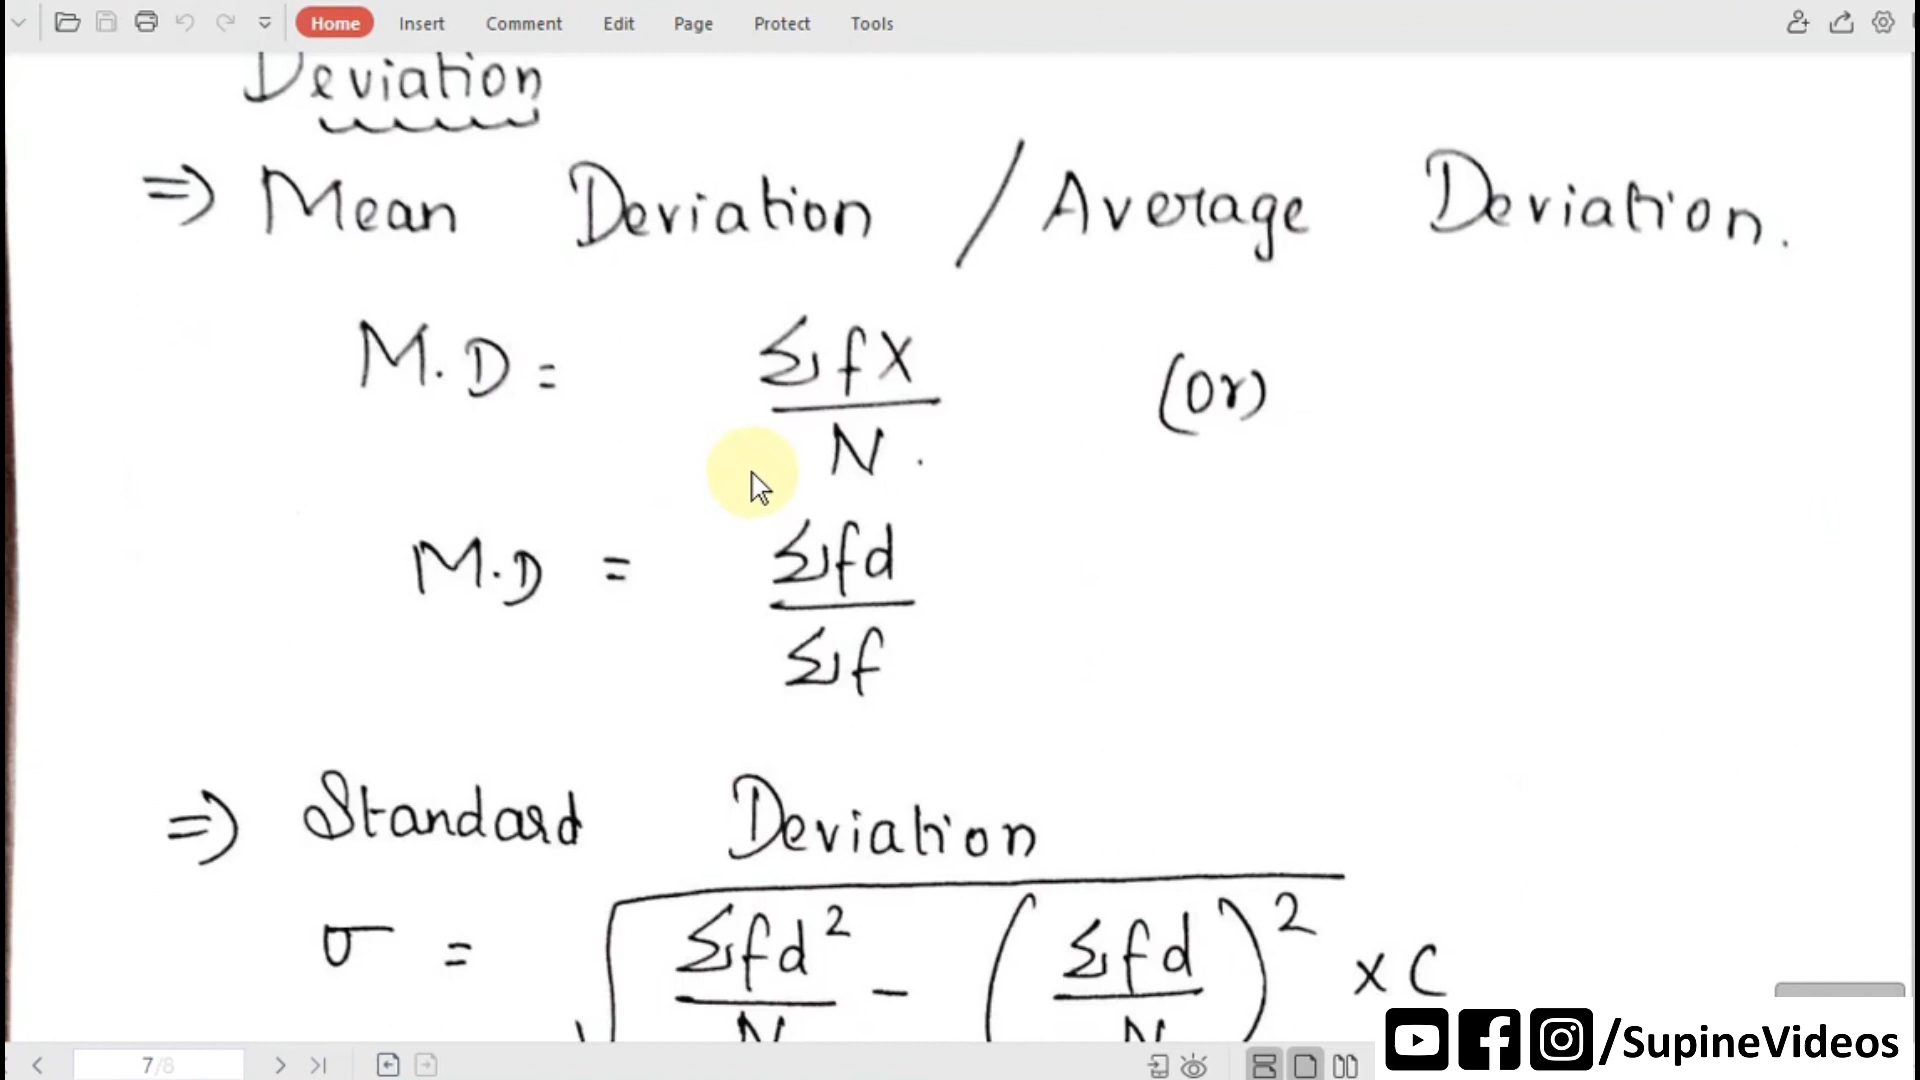 Home Insert Comment Edit Page Protect Tools
Deviation
=> Mean Deviation / Average Deviation.
M.D = ΣfX / N. (or)
M.D = Σfd / Σf
=> Standard Deviation
σ = √ Σfd² / N - ( Σfd / N )² × C
7/8
/SupineVideos